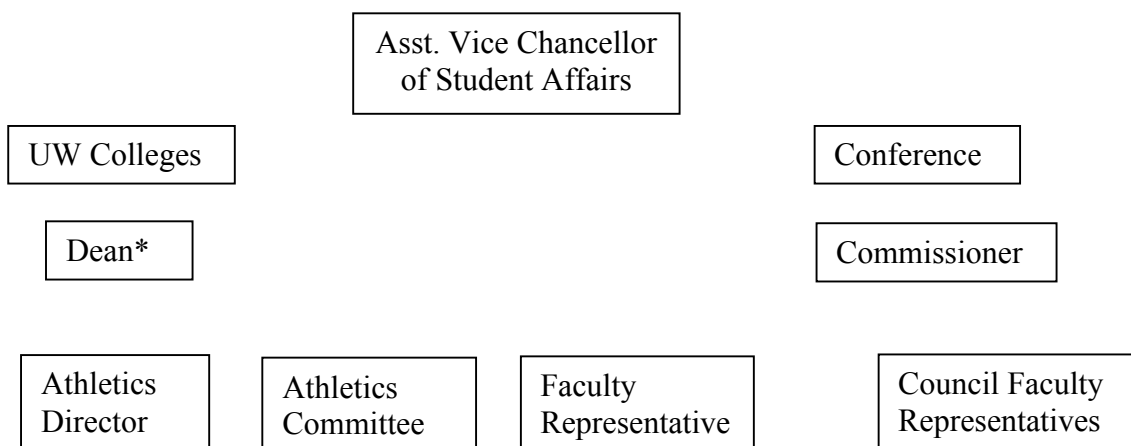 Asst. Vice Chancellor
of Student Affairs
UW Colleges
Conference
Dean*
Commissioner
Athletics
Director
Athletics
Committee
Faculty
Representative
Council Faculty
Representatives